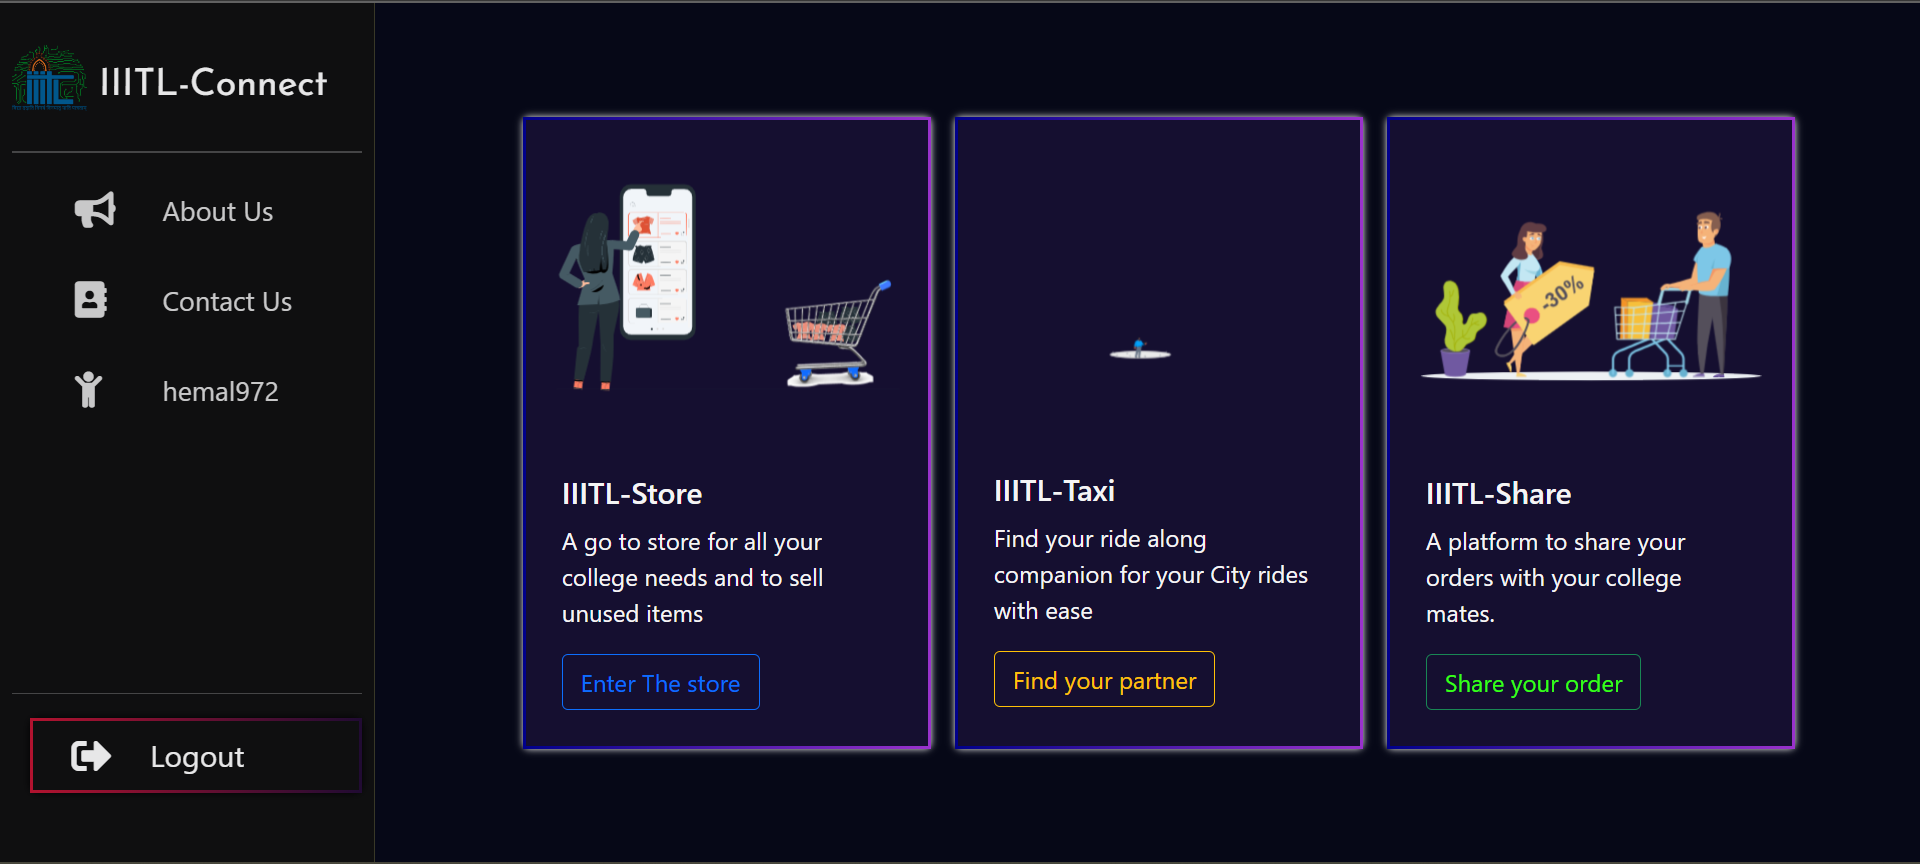 IIITL-Connect
About Us
Contact Us
hemal972
Logout
-30%
IIITL-Store
A go to store for all your
college needs and to sell
unused items
Enter The store
IIITL-Taxi
Find your ride along
companion for your City rides
with ease
Find your partner
IIITL-Share
A platform to share your
orders with your college
mates.
Share your order